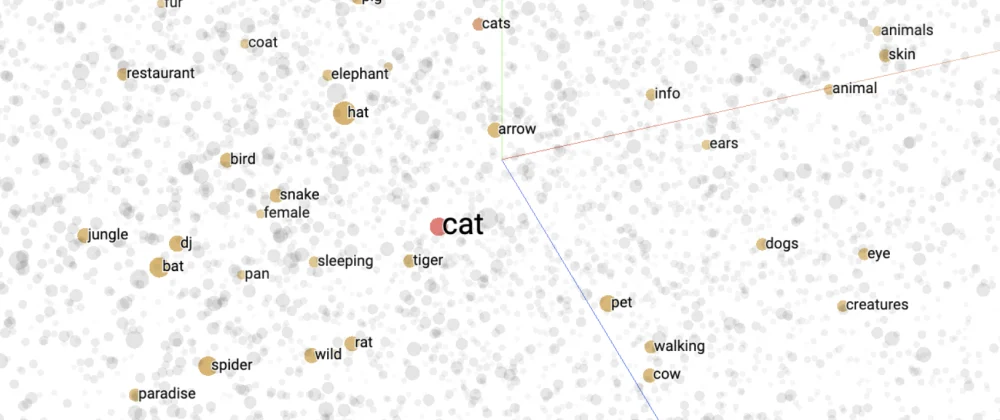 fur
pig
cats
animals
coat
skin
restaurant
elephant
animal
info
hat
arrow
ears
bird
snake
female
cat
jungle
dj
dogs
eye
sleeping
tiger
bat
pan
pet
creatures
rat
walking
wild
spider
cow
paradise